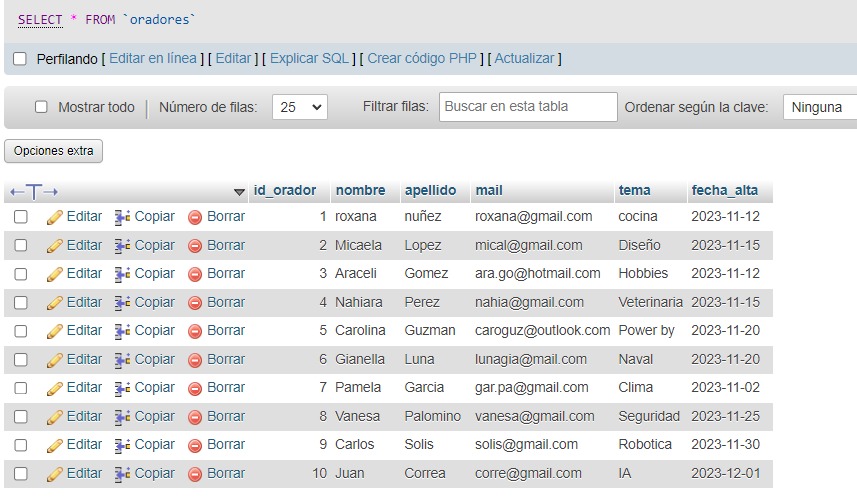 SELECT * FROM `oradores`
Perfilando [ Editar en línea ] [ Editar ] [ Explicar SQL ] [ Crear código PHP ] [ Actualizar ]
Mostrar todo | Número de filas: 25 Filtrar filas: Buscar en esta tabla Ordenar según la clave: Ninguna
Opciones extra
←T→ id_orador nombre apellido mail tema fecha_alta
Editar Copiar Borrar 1 roxana nuñez roxana@gmail.com cocina 2023-11-12
Editar Copiar Borrar 2 Micaela Lopez mical@gmail.com Diseño 2023-11-15
Editar Copiar Borrar 3 Araceli Gomez ara.go@hotmail.com Hobbies 2023-11-12
Editar Copiar Borrar 4 Nahiara Perez nahia@gmail.com Veterinaria 2023-11-15
Editar Copiar Borrar 5 Carolina Guzman caroguz@outlook.com Power by 2023-11-20
Editar Copiar Borrar 6 Gianella Luna lunagia@mail.com Naval 2023-11-20
Editar Copiar Borrar 7 Pamela Garcia gar.pa@gmail.com Clima 2023-11-02
Editar Copiar Borrar 8 Vanesa Palomino vanesa@gmail.com Seguridad 2023-11-25
Editar Copiar Borrar 9 Carlos Solis solis@gmail.com Robotica 2023-11-30
Editar Copiar Borrar 10 Juan Correa corre@gmail.com IA 2023-12-01